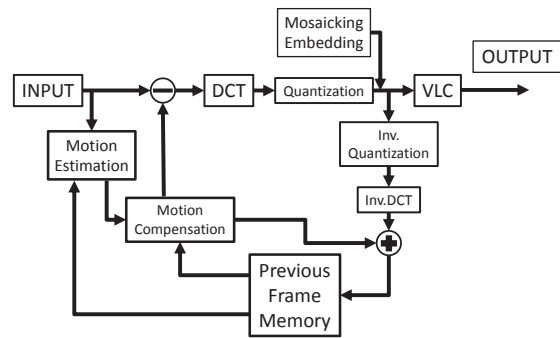 Mosaicking
Embedding
OUTPUT
INPUT
DCT
Quantization
VLC
Motion
Estimation
Inv.
Quantization
Inv.DCT
Motion
Compensation
Previous
Frame
Memory